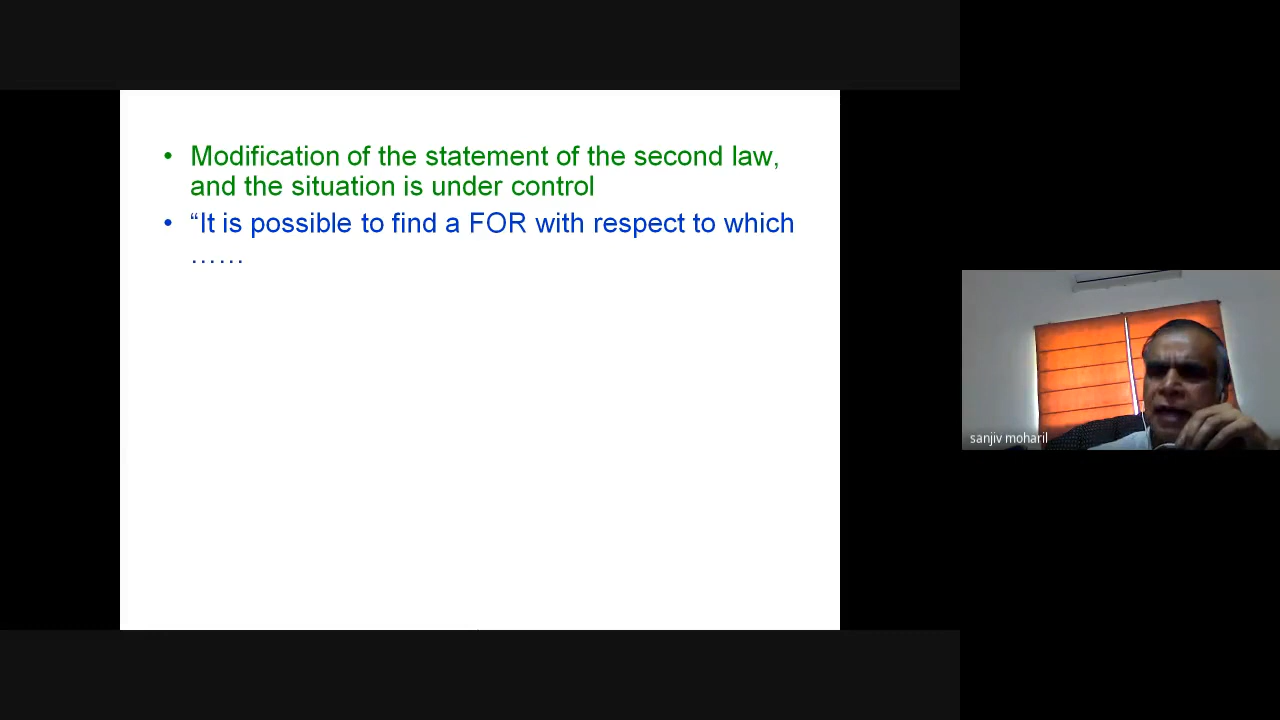 • Modification of the statement of the second law,
and the situation is under control
• “It is possible to find a FOR with respect to which
……
sanjiv moharil